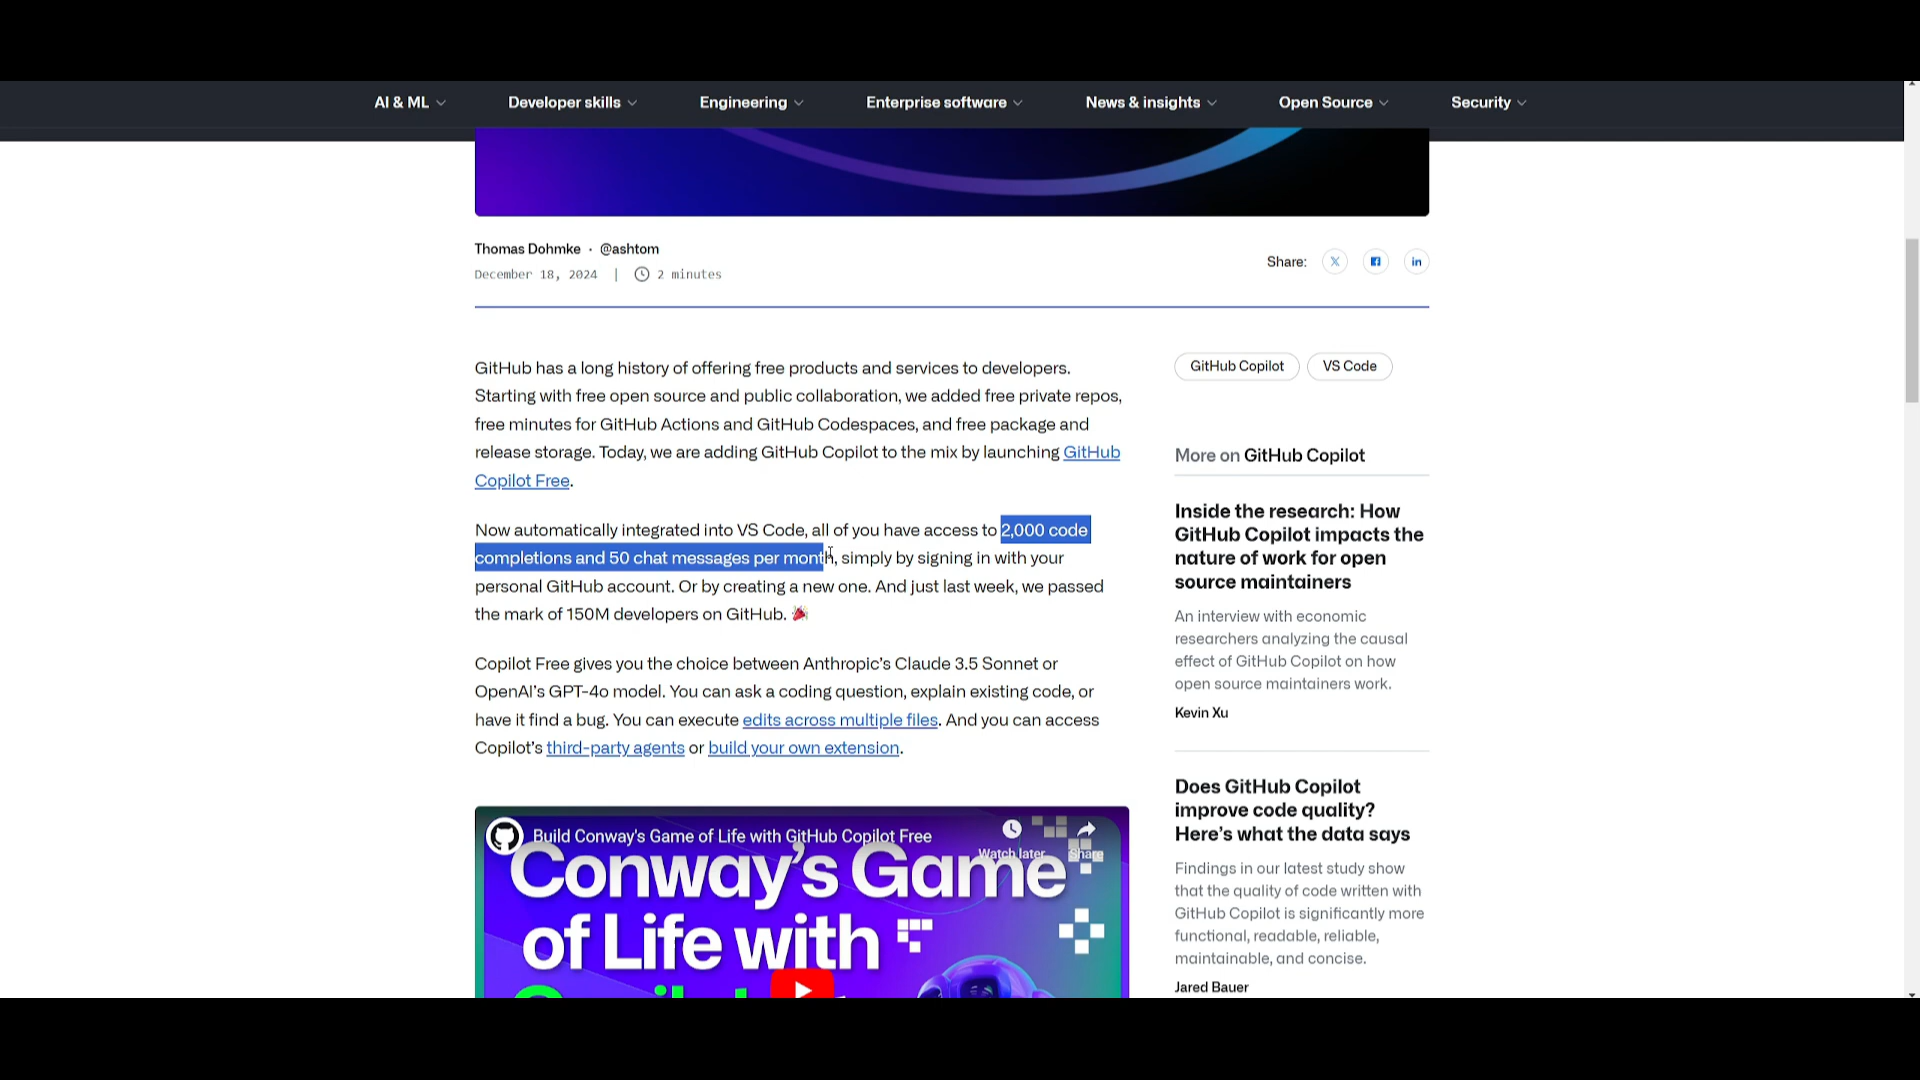 AI & ML
Developer skills
Engineering
Enterprise software
News & insights
Open Source
Security
Thomas Dohmke · @ashtom
December 18, 2024 | 2 minutes
Share:
GitHub has a long history of offering free products and services to developers.
Starting with free open source and public collaboration, we added free private repos,
free minutes for GitHub Actions and GitHub Codespaces, and free package and
release storage. Today, we are adding GitHub Copilot to the mix by launching GitHub
Copilot Free.
Now automatically integrated into VS Code, all of you have access to 2,000 code
completions and 50 chat messages per month, simply by signing in with your
personal GitHub account. Or by creating a new one. And just last week, we passed
the mark of 150M developers on GitHub. 🎉
Copilot Free gives you the choice between Anthropic’s Claude 3.5 Sonnet or
OpenAI’s GPT-4o model. You can ask a coding question, explain existing code, or
have it find a bug. You can execute edits across multiple files. And you can access
Copilot’s third-party agents or build your own extension.
Build Conway's Game of Life with GitHub Copilot Free
Watch later
Share
Conway’s Game
of Life with
GitHub Copilot
VS Code
More on GitHub Copilot
Inside the research: How
GitHub Copilot impacts the
nature of work for open
source maintainers
An interview with economic
researchers analyzing the causal
effect of GitHub Copilot on how
open source maintainers work.
Kevin Xu
Does GitHub Copilot
improve code quality?
Here’s what the data says
Findings in our latest study show
that the quality of code written with
GitHub Copilot is significantly more
functional, readable, reliable,
maintainable, and concise.
Jared Bauer